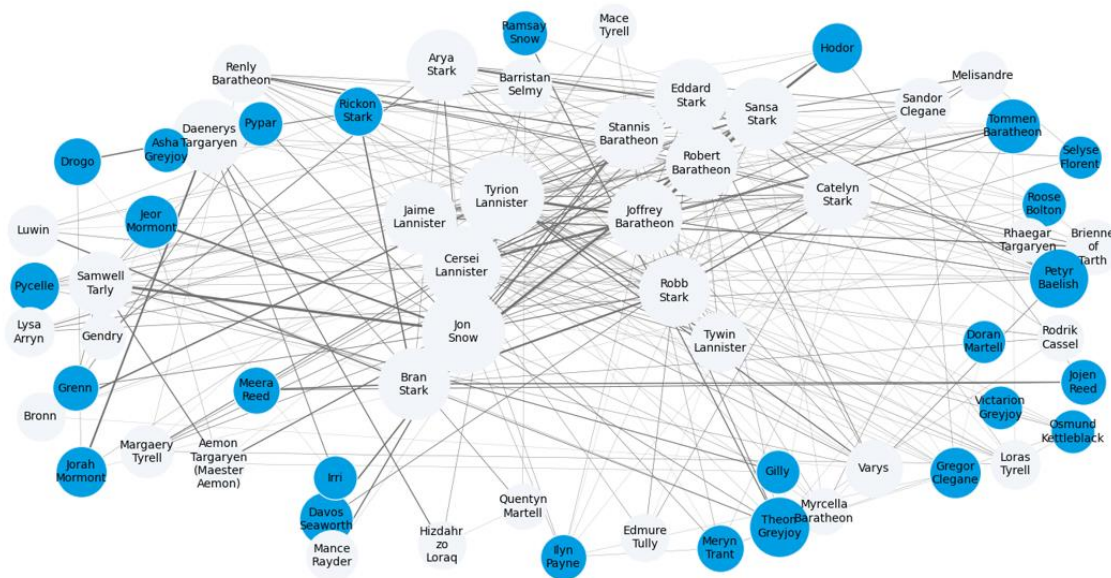 Mace
Tyrell
Ramsay
Snow
Hodor
Arya
Stark
Renly
Baratheon
Barristan
Selmy
Eddard
Stark
Melisandre
Sansa
Stark
Sandor
Clegane
Rickon
Stark
Pypar
Daenerys
Targaryen
Stannis
Baratheon
Tommen
Baratheon
Asha
Greyjoy
Drogo
Robert
Baratheon
Selyse
Florent
Tyrion
Lannister
Catelyn
Stark
Roose
Bolton
Jeor
Mormont
Jaime
Lannister
Joffrey
Baratheon
Luwin
Rhaegar
Targaryen
Brienne
of
Tarth
Cersei
Lannister
Samwell
Tarly
Petyr
Baelish
Pycelle
Robb
Stark
Lysa
Arryn
Gendry
Jon
Snow
Tywin
Lannister
Rodrik
Cassel
Doran
Martell
Bran
Stark
Grenn
Meera
Reed
Jojen
Reed
Victarion
Greyjoy
Bronn
Osmund
Kettleblack
Margaery
Tyrell
Aemon
Targaryen
(Maester
Aemon)
Jorah
Mormont
Irri
Gilly
Varys
Gregor
Clegane
Loras
Tyrell
Quentyn
Martell
Davos
Seaworth
Myrcella
Baratheon
Theon
Greyjoy
Hizdahr
zo
Loraq
Edmure
Tully
Mance
Rayder
Ilyn
Payne
Meryn
Trant